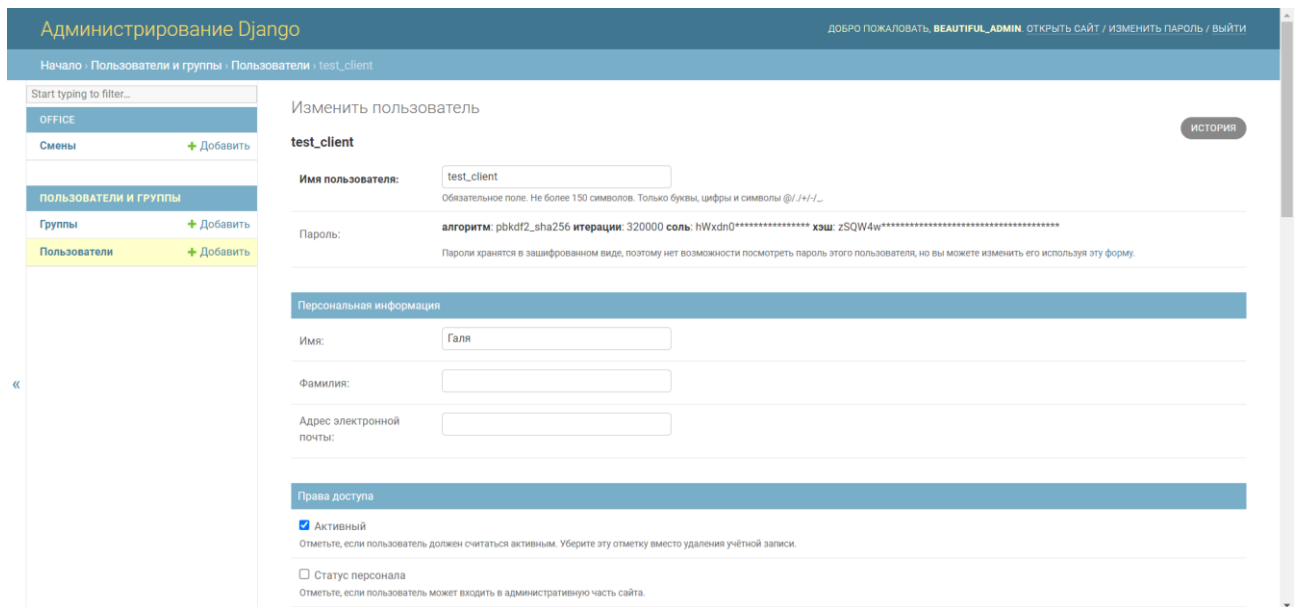 Администрирование Django
ДОБРО ПОЖАЛОВАТЬ, BEAUTIFUL_ADMIN. ОТКРЫТЬ САЙТ / ИЗМЕНИТЬ ПАРОЛЬ / ВЫЙТИ
Начало › Пользователи и группы › Пользователи › test_client
Start typing to filter...
OFFICE
Смены + Добавить
ПОЛЬЗОВАТЕЛИ И ГРУППЫ
Группы + Добавить
Пользователи + Добавить
«
Изменить пользователь
ИСТОРИЯ
test_client
Имя пользователя: test_client
Обязательное поле. Не более 150 символов. Только буквы, цифры и символы @/./+/-/_.
Пароль: алгоритм: pbkdf2_sha256 итерации: 320000 соль: hWxdn0**************** хэш: zSQW4w**************************************
Пароли хранятся в зашифрованном виде, поэтому нет возможности посмотреть пароль этого пользователя, но вы можете изменить его используя эту форму.
Персональная информация
Имя: Галя
Фамилия:
Адрес электронной
почты:
Права доступа
Активный
Отметьте, если пользователь должен считаться активным. Уберите эту отметку вместо удаления учётной записи.
Статус персонала
Отметьте, если пользователь может входить в административную часть сайта.